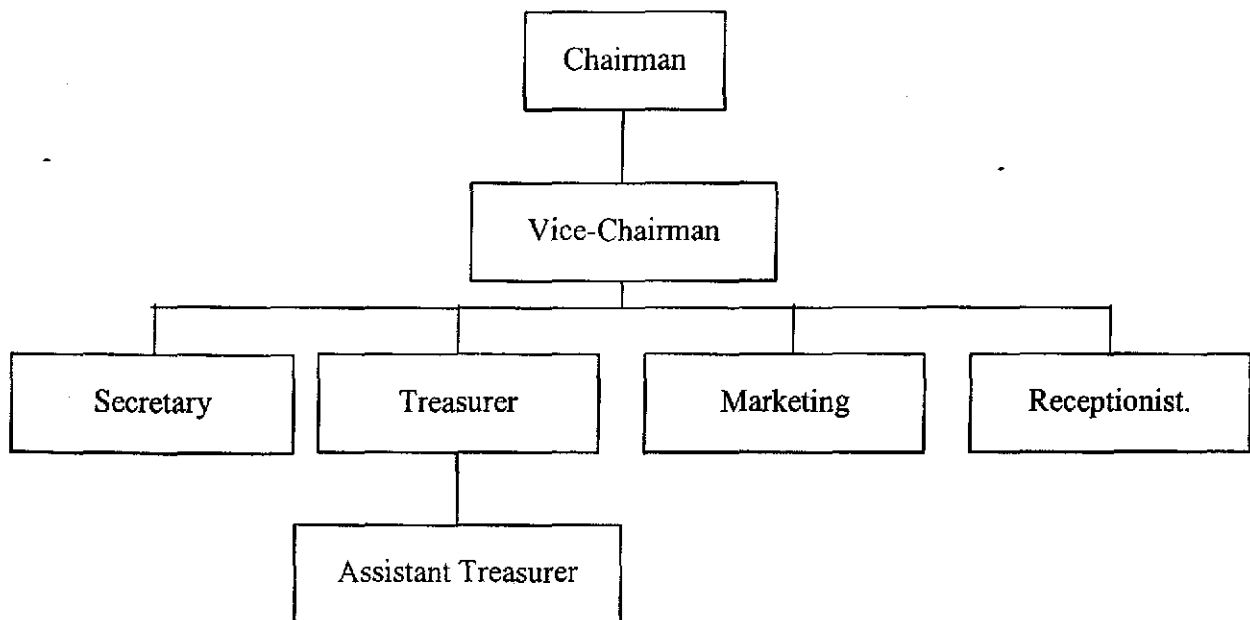 Chairman
Vice-Chairman
Secretary
Treasurer
Marketing
Receptionist.
Assistant Treasurer